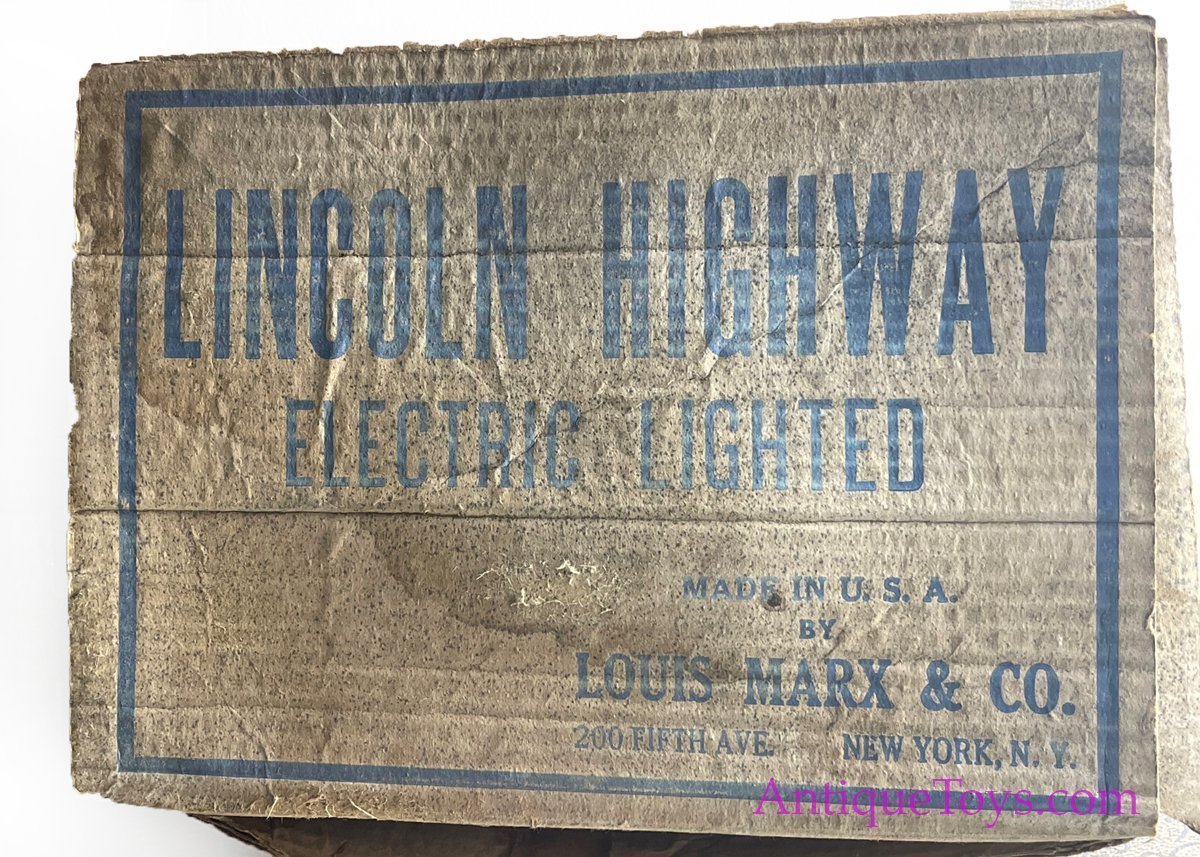 LINCOLN HIGHWAY
ELECTRIC LIGHTED
MADE IN U. S. A.
BY
LOUIS MARX & CO.
200 FIFTH AVE. NEW YORK, N. Y.
AntiqueToys.com